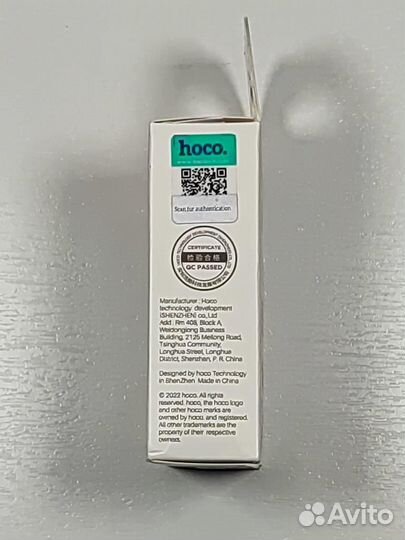 hoco.
Scan for authentication
CERTIFICATE
检验合格
QC PASSED
Manufacturer : Hoco
technology development
(SHENZHEN) co.,Ltd
Add : Rm 408, Block A,
Weidonglong Business
Building, 2125 Meilong Road,
Tsinghua Community,
Longhua Street, Longhua
District, Shenzhen, P. R. China
Designed by hoco Technology
in ShenZhen Made in China
© 2022 hoco. All rights
reserved. hoco, the hoco logo
and other hoco marks are
owned by hoco. and registered.
All other trademarks are the
property of their respective
owners.
Avito